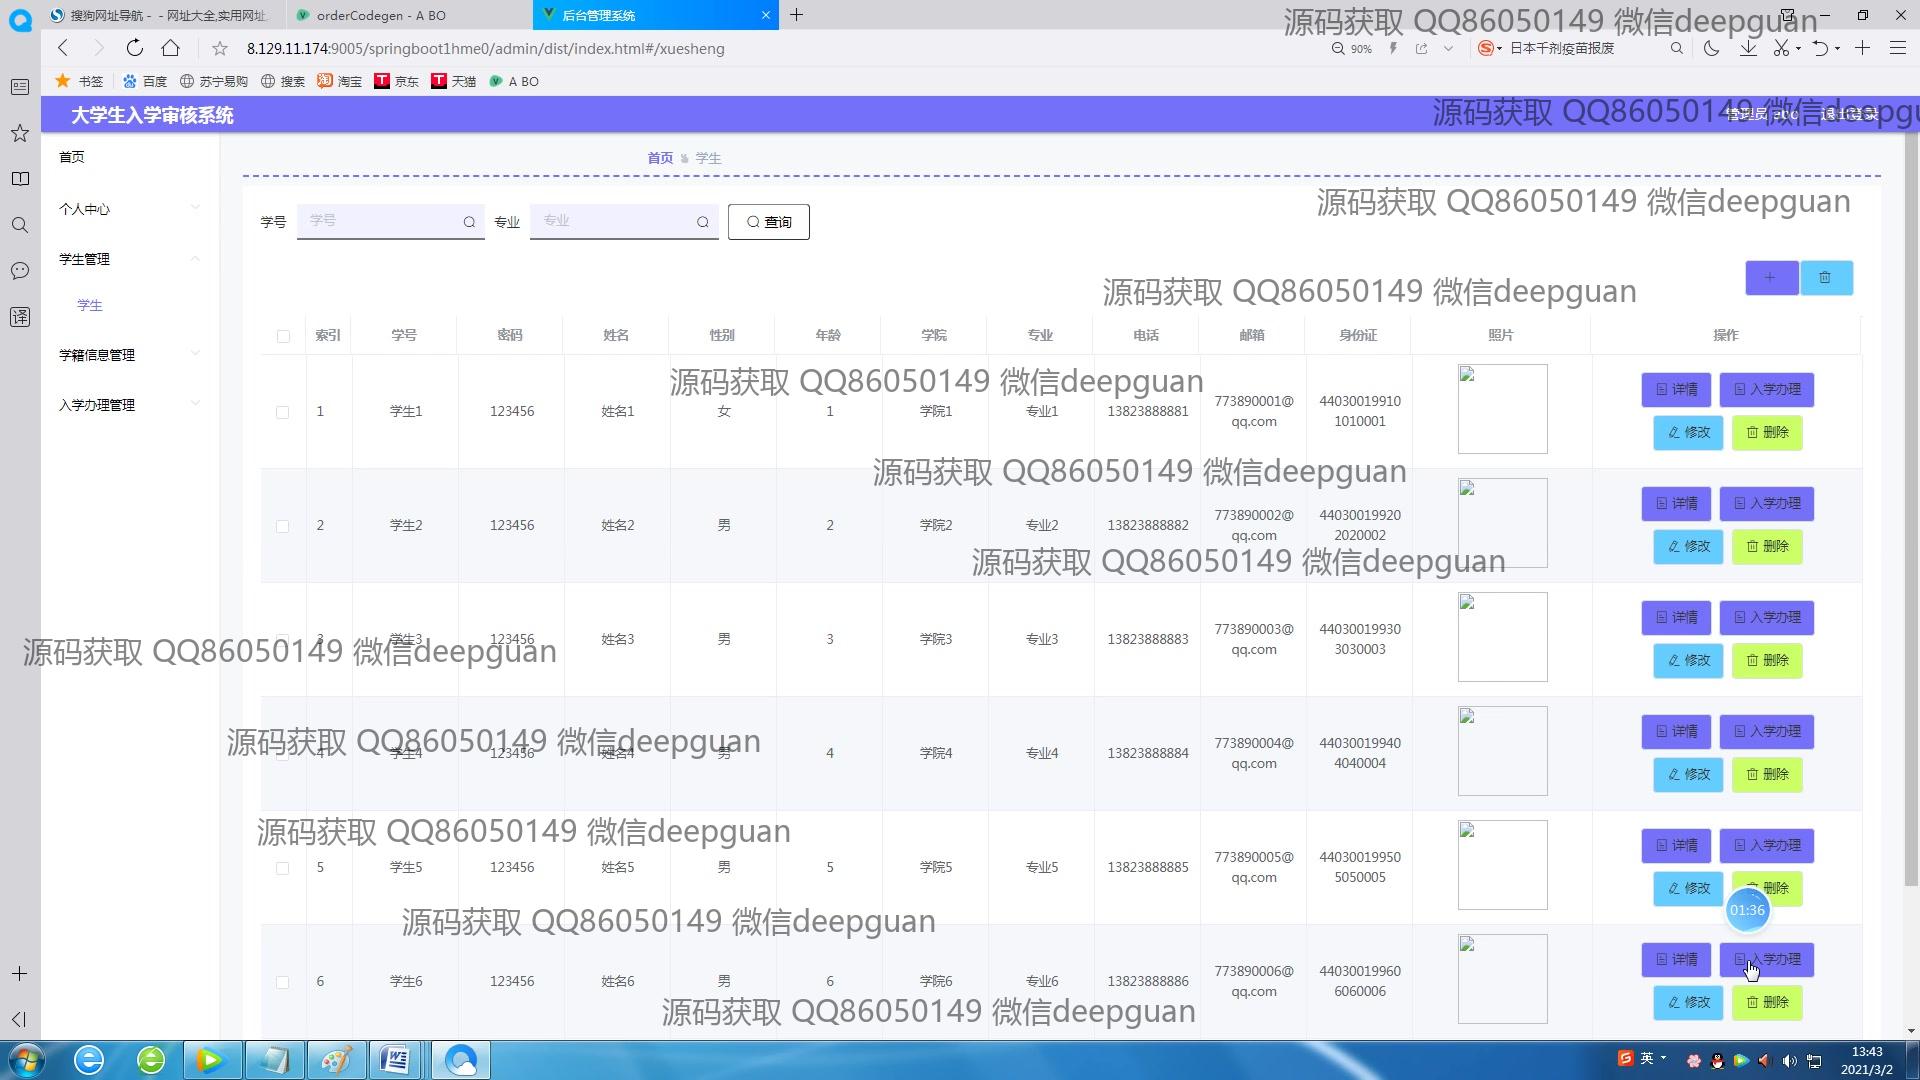 搜狗网址导航 - - 网址大全,实用网址,
orderCodegen - A BO
后台管理系统
源码获取 QQ86050149 微信deepguan
8.129.11.174:9005/springboot1hme0/admin/dist/index.html#/xuesheng
90%
日本千剂疫苗报废
书签 百度 苏宁易购 搜索 淘宝 京东 天猫 A BO
大学生入学审核系统
管理员 abo 退出登录
源码获取 QQ86050149 微信deepgu
首页
个人中心
学生管理
学生
学籍信息管理
入学办理管理
首页 学生
源码获取 QQ86050149 微信deepguan
学号 学号 专业 专业 查询
源码获取 QQ86050149 微信deepguan
索引 学号 密码 姓名 性别 年龄 学院 专业 电话 邮箱 身份证 照片 操作
源码获取 QQ86050149 微信deepguan
1 学生1 123456 姓名1 女 1 学院1 专业1 13823888881 773890001@qq.com 440300199101010001 详情 入学办理
修改 删除
源码获取 QQ86050149 微信deepguan
2 学生2 123456 姓名2 男 2 学院2 专业2 13823888882 773890002@qq.com 440300199202020002 详情 入学办理
修改 删除
源码获取 QQ86050149 微信deepguan
3 学生3 123456 姓名3 男 3 学院3 专业3 13823888883 773890003@qq.com 440300199303030003 详情 入学办理
修改 删除
源码获取 QQ86050149 微信deepguan
4 学生4 123456 姓名4 男 4 学院4 专业4 13823888884 773890004@qq.com 440300199404040004 详情 入学办理
修改 删除
源码获取 QQ86050149 微信deepguan
源码获取 QQ86050149 微信deepguan
5 学生5 123456 姓名5 男 5 学院5 专业5 13823888885 773890005@qq.com 440300199505050005 详情 入学办理
修改 删除
01:36
源码获取 QQ86050149 微信deepguan
6 学生6 123456 姓名6 男 6 学院6 专业6 13823888886 773890006@qq.com 440300199606060006 详情 入学办理
修改 删除
源码获取 QQ86050149 微信deepguan
译
英
13:43
2021/3/2